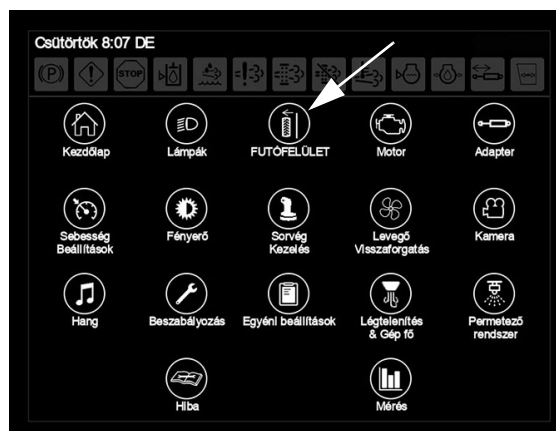 Csütörtök 8:07 DE
(P) STOP
Kezdőlap Lámpák FUTÓFELÜLET Motor Adapter
Sebesség Fényerő Sorvég Levegő Kamera
Beállítások Kezelés Visszaforgatás
Hang Beszabályozás Egyéni beállítások Légtelenítés Permetező
& Gép fő rendszer
Hiba Mérés